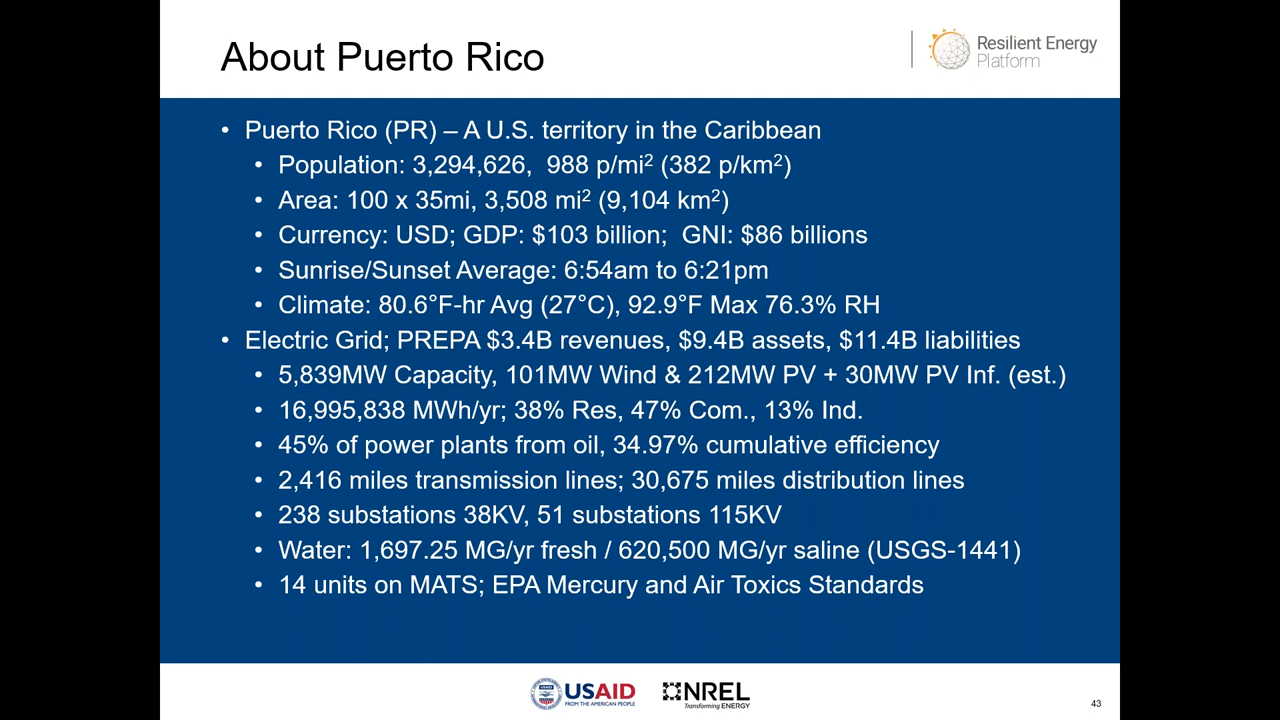 About Puerto Rico
Resilient Energy
Platform
• Puerto Rico (PR) – A U.S. territory in the Caribbean
• Population: 3,294,626,  988 p/mi² (382 p/km²)
• Area: 100 x 35mi, 3,508 mi² (9,104 km²)
• Currency: USD; GDP: $103 billion;  GNI: $86 billions
• Sunrise/Sunset Average: 6:54am to 6:21pm
• Climate: 80.6°F-hr Avg (27°C), 92.9°F Max 76.3% RH
• Electric Grid; PREPA $3.4B revenues, $9.4B assets, $11.4B liabilities
• 5,839MW Capacity, 101MW Wind & 212MW PV + 30MW PV Inf. (est.)
• 16,995,838 MWh/yr; 38% Res, 47% Com., 13% Ind.
• 45% of power plants from oil, 34.97% cumulative efficiency
• 2,416 miles transmission lines; 30,675 miles distribution lines
• 238 substations 38KV, 51 substations 115KV
• Water: 1,697.25 MG/yr fresh / 620,500 MG/yr saline (USGS-1441)
• 14 units on MATS; EPA Mercury and Air Toxics Standards
USAID
FROM THE AMERICAN PEOPLE
NREL
Transforming ENERGY
43